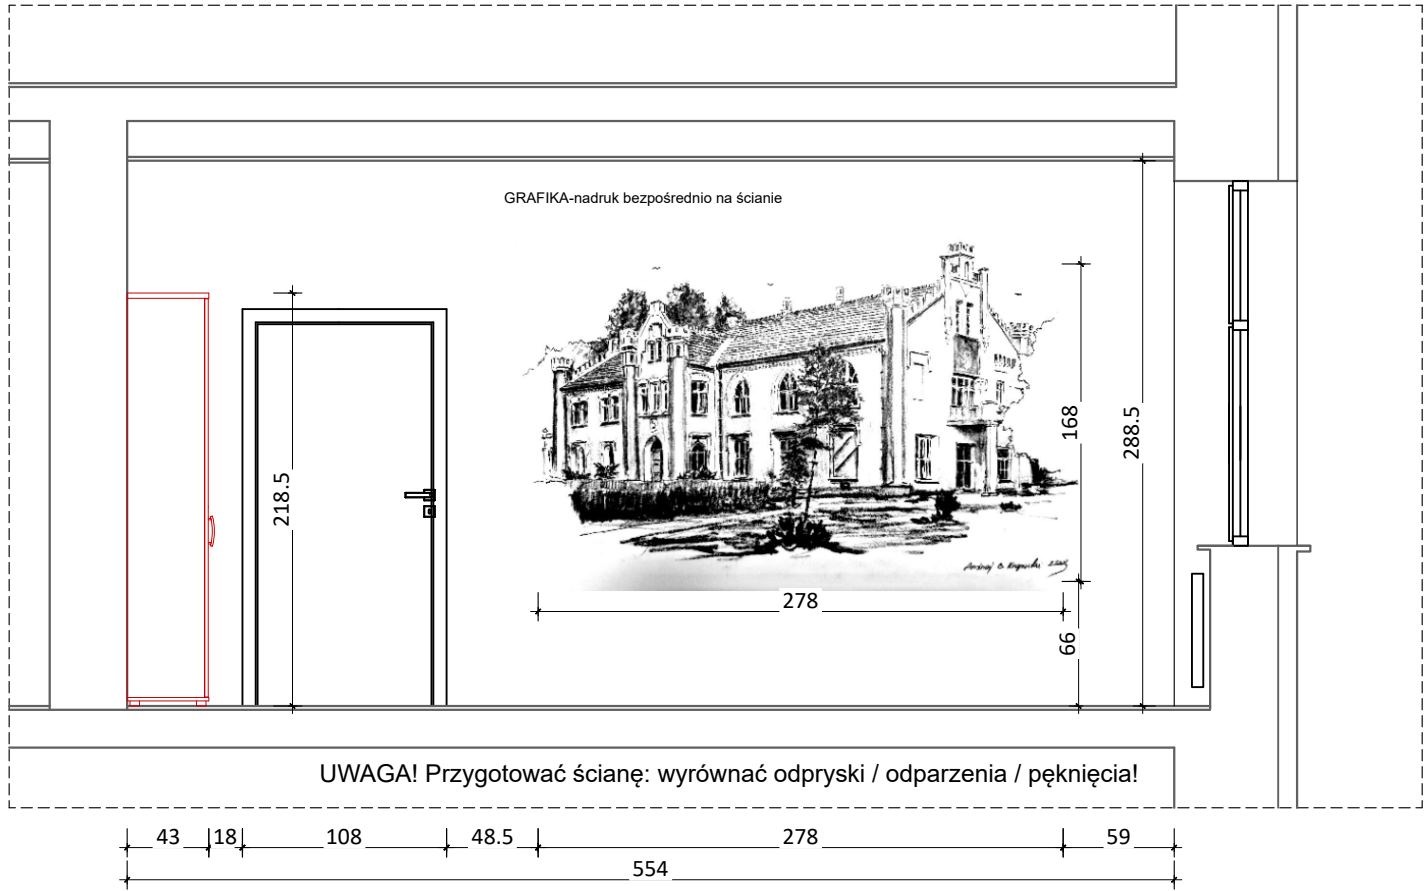 GRAFIKA-nadruk bezpośrednio na ścianie
168
288.5
218.5
278
66
UWAGA! Przygotować ścianę: wyrównać odpryski / odparzenia / pęknięcia!
43 18 108 48.5 278 59
554